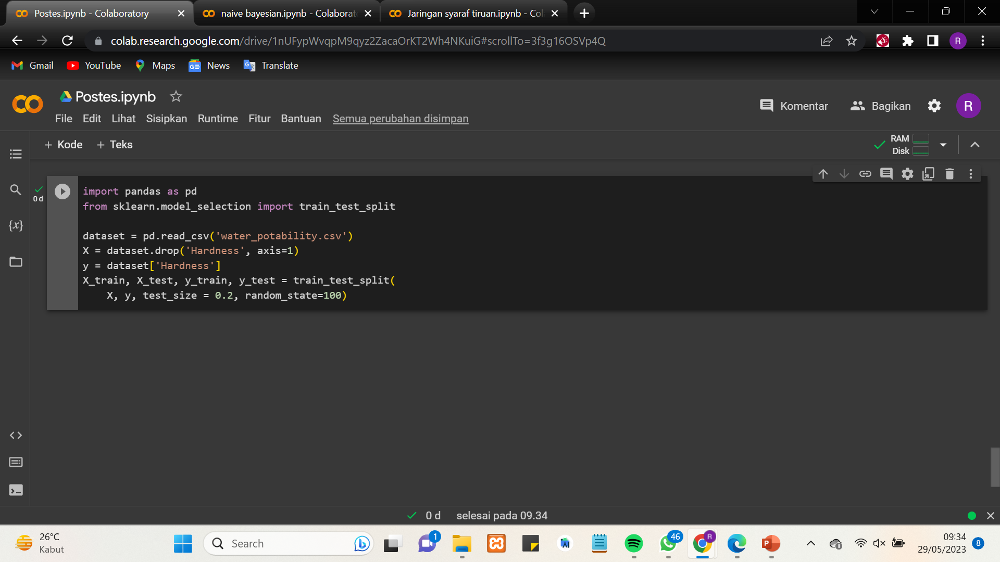 Postes.ipynb - Colaboratory
naive bayesian.ipynb - Colaborat
Jaringan syaraf tiruan.ipynb - Col
colab.research.google.com/drive/1nUFypWvqpM9qyz2ZacaOrKT2Wh4NKuiG#scrollTo=3f3g16OSVp4Q
R
Gmail
YouTube
Maps
News
Translate
Postes.ipynb
Komentar
Bagikan
R
File Edit Lihat Sisipkan Runtime Fitur Bantuan Semua perubahan disimpan
+ Kode + Teks
RAM
Disk
{x}
0 d
import pandas as pd
from sklearn.model_selection import train_test_split
dataset = pd.read_csv('water_potability.csv')
X = dataset.drop('Hardness', axis=1)
y = dataset['Hardness']
X_train, X_test, y_train, y_test = train_test_split(
X, y, test_size = 0.2, random_state=100)
0 d selesai pada 09.34
26°C
Kabut
Search
1
46
R
P
09:34
29/05/2023
8